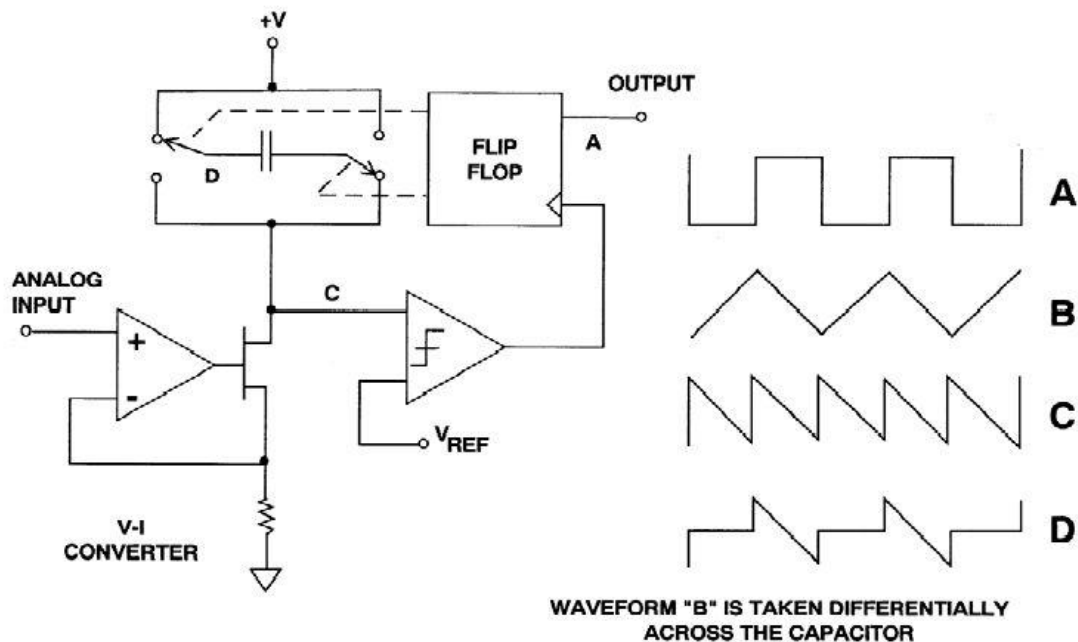 +V
OUTPUT
A
FLIP
FLOP
D
ANALOG
INPUT
C
+
-
VREF
V-I
CONVERTER
A
B
C
D
WAVEFORM "B" IS TAKEN DIFFERENTIALLY
ACROSS THE CAPACITOR